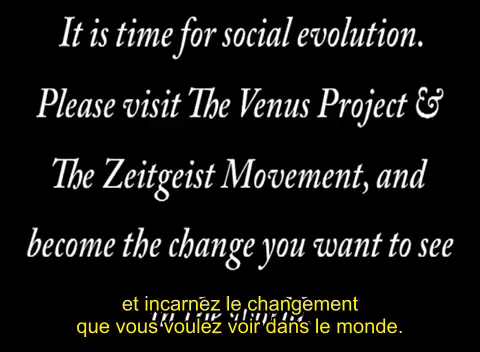 It is time for social evolution.
Please visit The Venus Project &
The Zeitgeist Movement, and
become the change you want to see
et incarnez le changement
que vous voulez voir dans le monde.